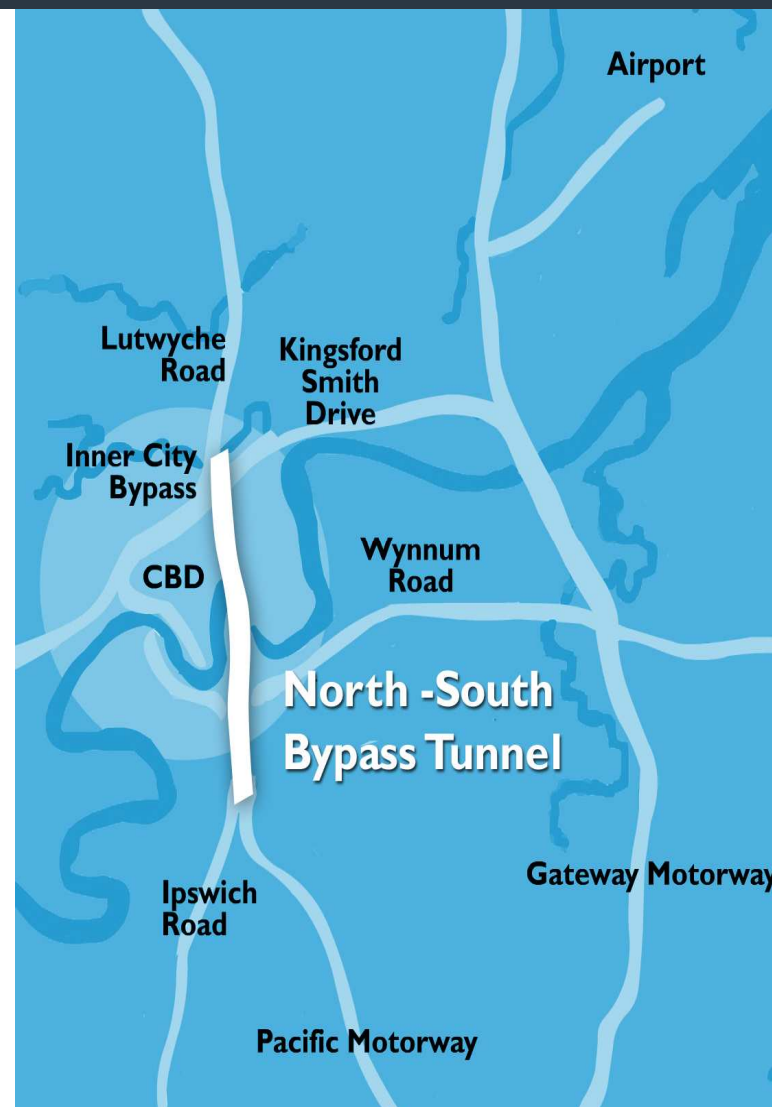 Airport
Lutwyche
Road
Kingsford
Smith
Drive
Inner City
Bypass
CBD
Wynnum
Road
North -South
Bypass Tunnel
Gateway Motorway
Ipswich
Road
Pacific Motorway